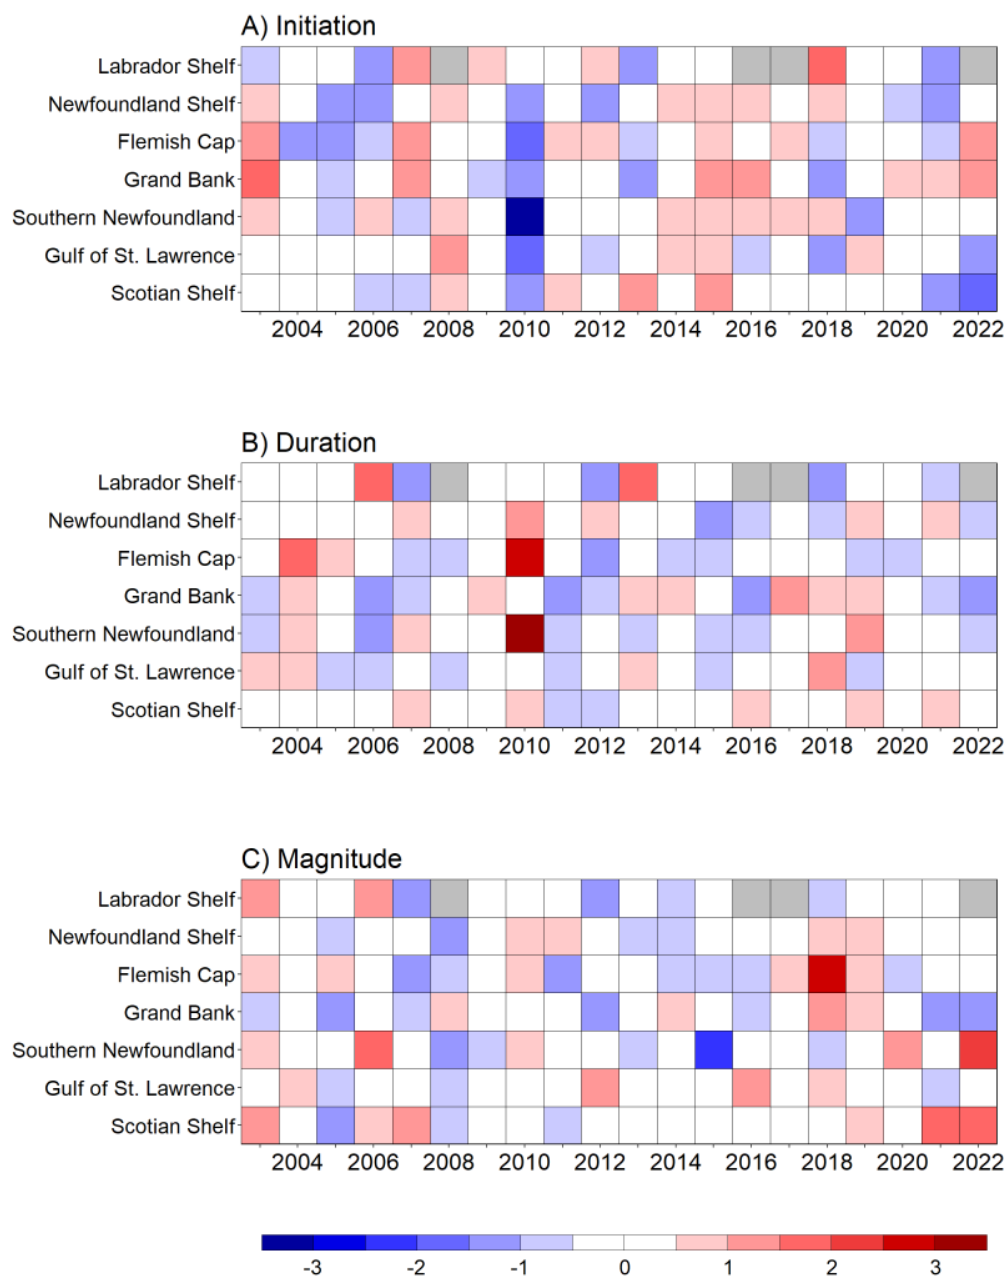 A) Initiation
Labrador Shelf
Newfoundland Shelf
Flemish Cap
Grand Bank
Southern Newfoundland
Gulf of St. Lawrence
Scotian Shelf
2004 2006 2008 2010 2012 2014 2016 2018 2020 2022
B) Duration
Labrador Shelf
Newfoundland Shelf
Flemish Cap
Grand Bank
Southern Newfoundland
Gulf of St. Lawrence
Scotian Shelf
2004 2006 2008 2010 2012 2014 2016 2018 2020 2022
C) Magnitude
Labrador Shelf
Newfoundland Shelf
Flemish Cap
Grand Bank
Southern Newfoundland
Gulf of St. Lawrence
Scotian Shelf
2004 2006 2008 2010 2012 2014 2016 2018 2020 2022
-3 -2 -1 0 1 2 3